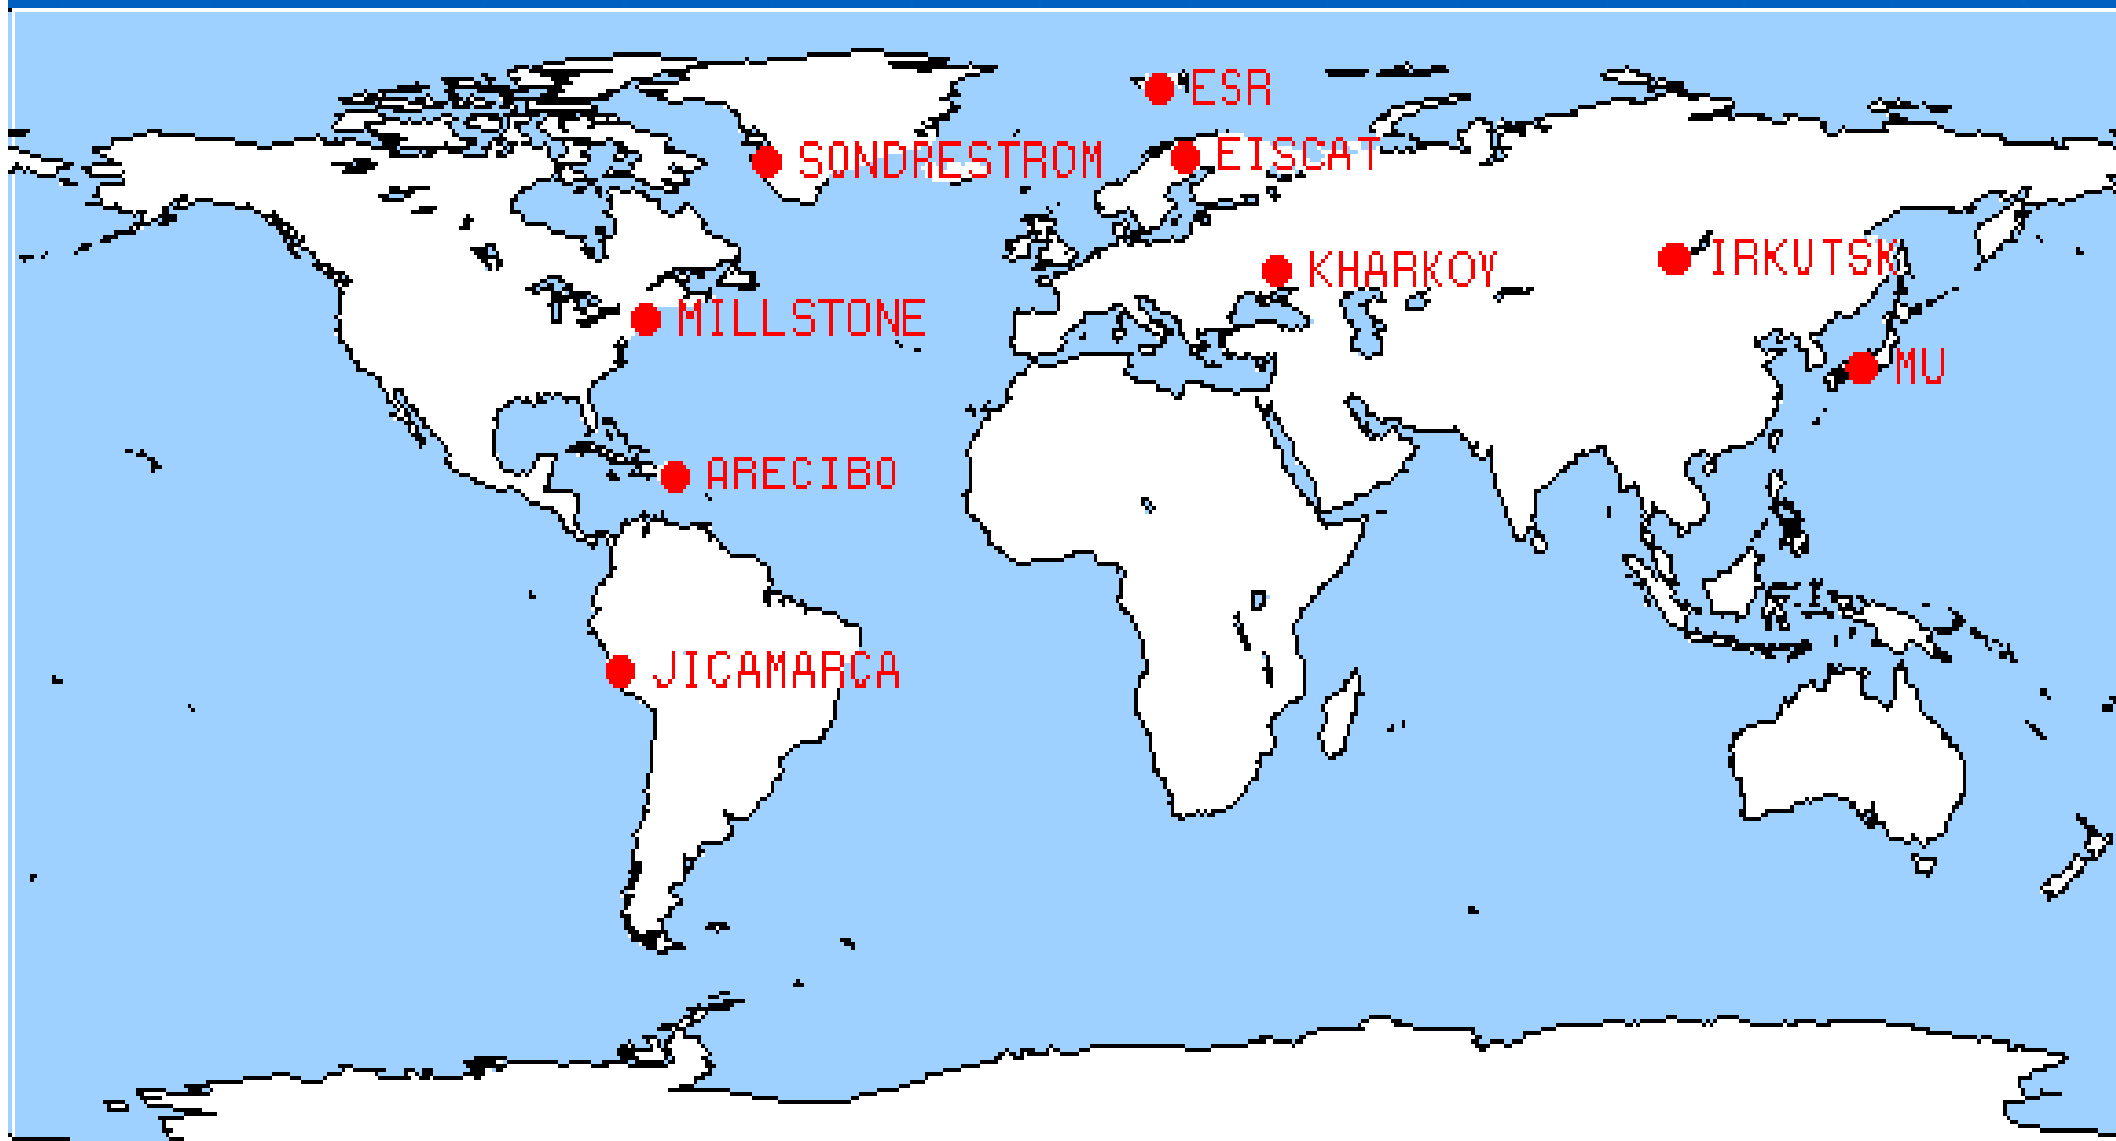 ESR
SONDRESTROM
EISCAT
IRKUTSK
KHARKOV
MILLSTONE
MU
ARECIBO
JICAMARCA